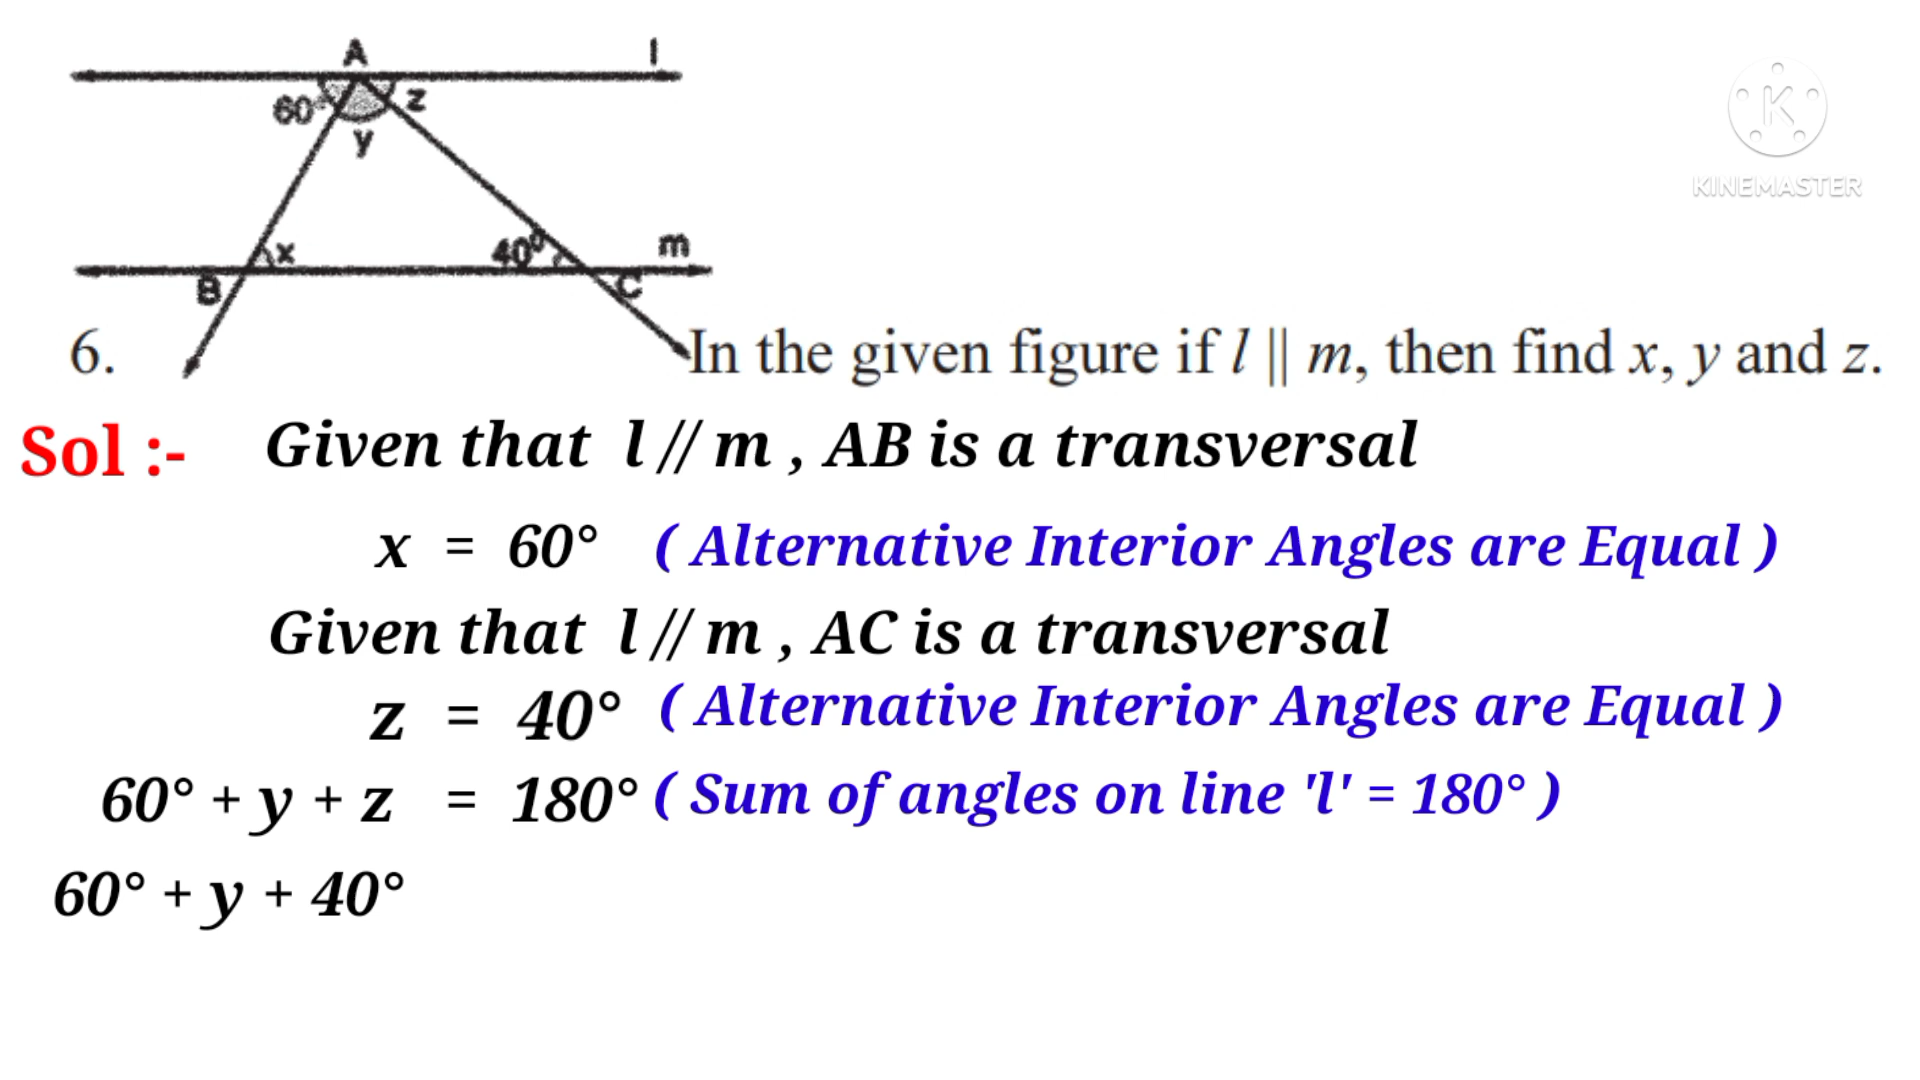 A l
60° z
y
x 40⁰ m
B C
K
KINEMASTER
6. In the given figure if l || m, then find x, y and z.
Sol :- Given that l // m , AB is a transversal
x = 60° ( Alternative Interior Angles are Equal )
Given that l // m , AC is a transversal
z = 40° ( Alternative Interior Angles are Equal )
60° + y + z = 180° ( Sum of angles on line 'l' = 180° )
60° + y + 40°